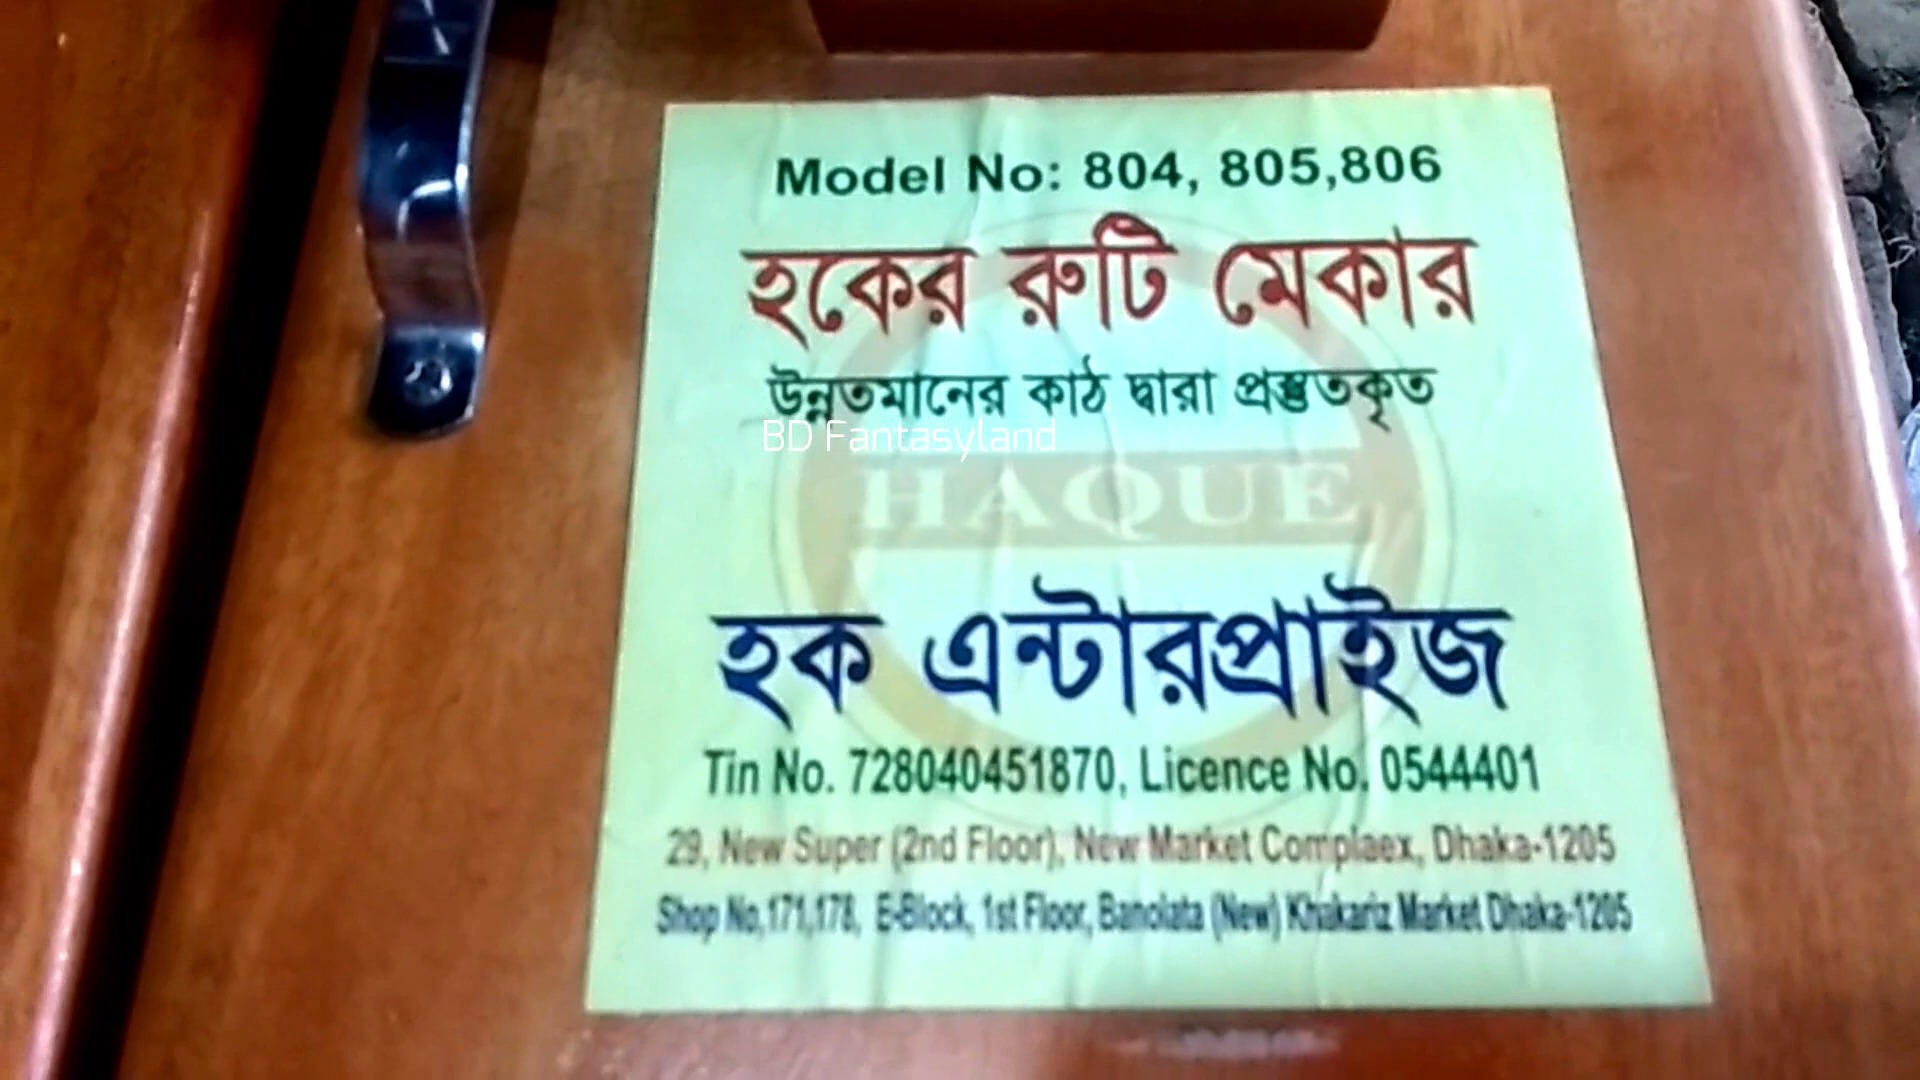 Model No: 804, 805,806
হকের রুটি মেকার
উন্নতমানের কাঠ দ্বারা প্রস্তুতকৃত
BD Fantasyland
HAQUE
হক এন্টারপ্রাইজ
Tin No. 728040451870, Licence No. 0544401
29, New Super (2nd Floor), New Market Complaex, Dhaka-1205
Shop No,171,178, E-Block, 1st Floor, Banolata (New) Khakariz Market Dhaka-1205